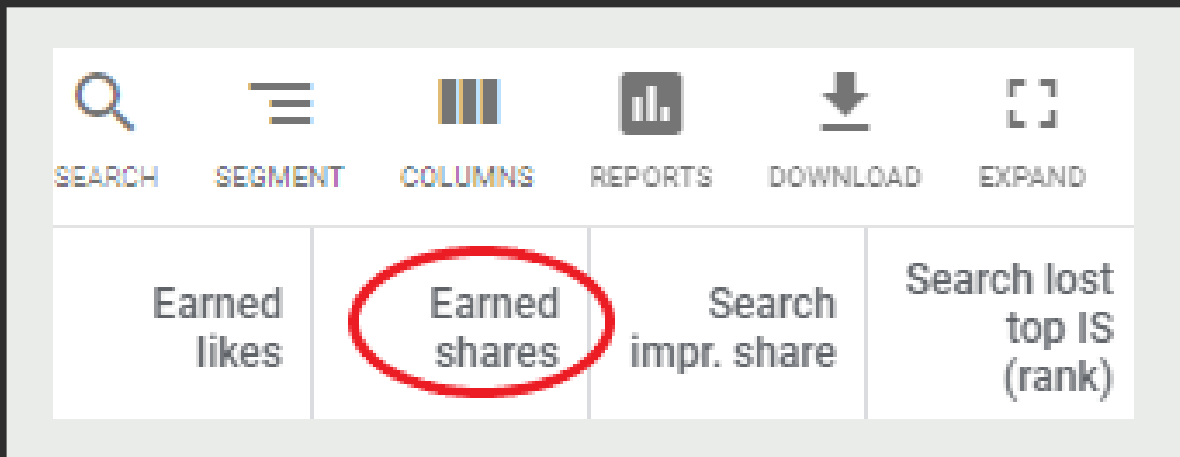 SEARCH SEGMENT COLUMNS REPORTS DOWNLOAD EXPAND
Earned
likes
Earned
shares
Search
impr. share
Search lost
top IS
(rank)